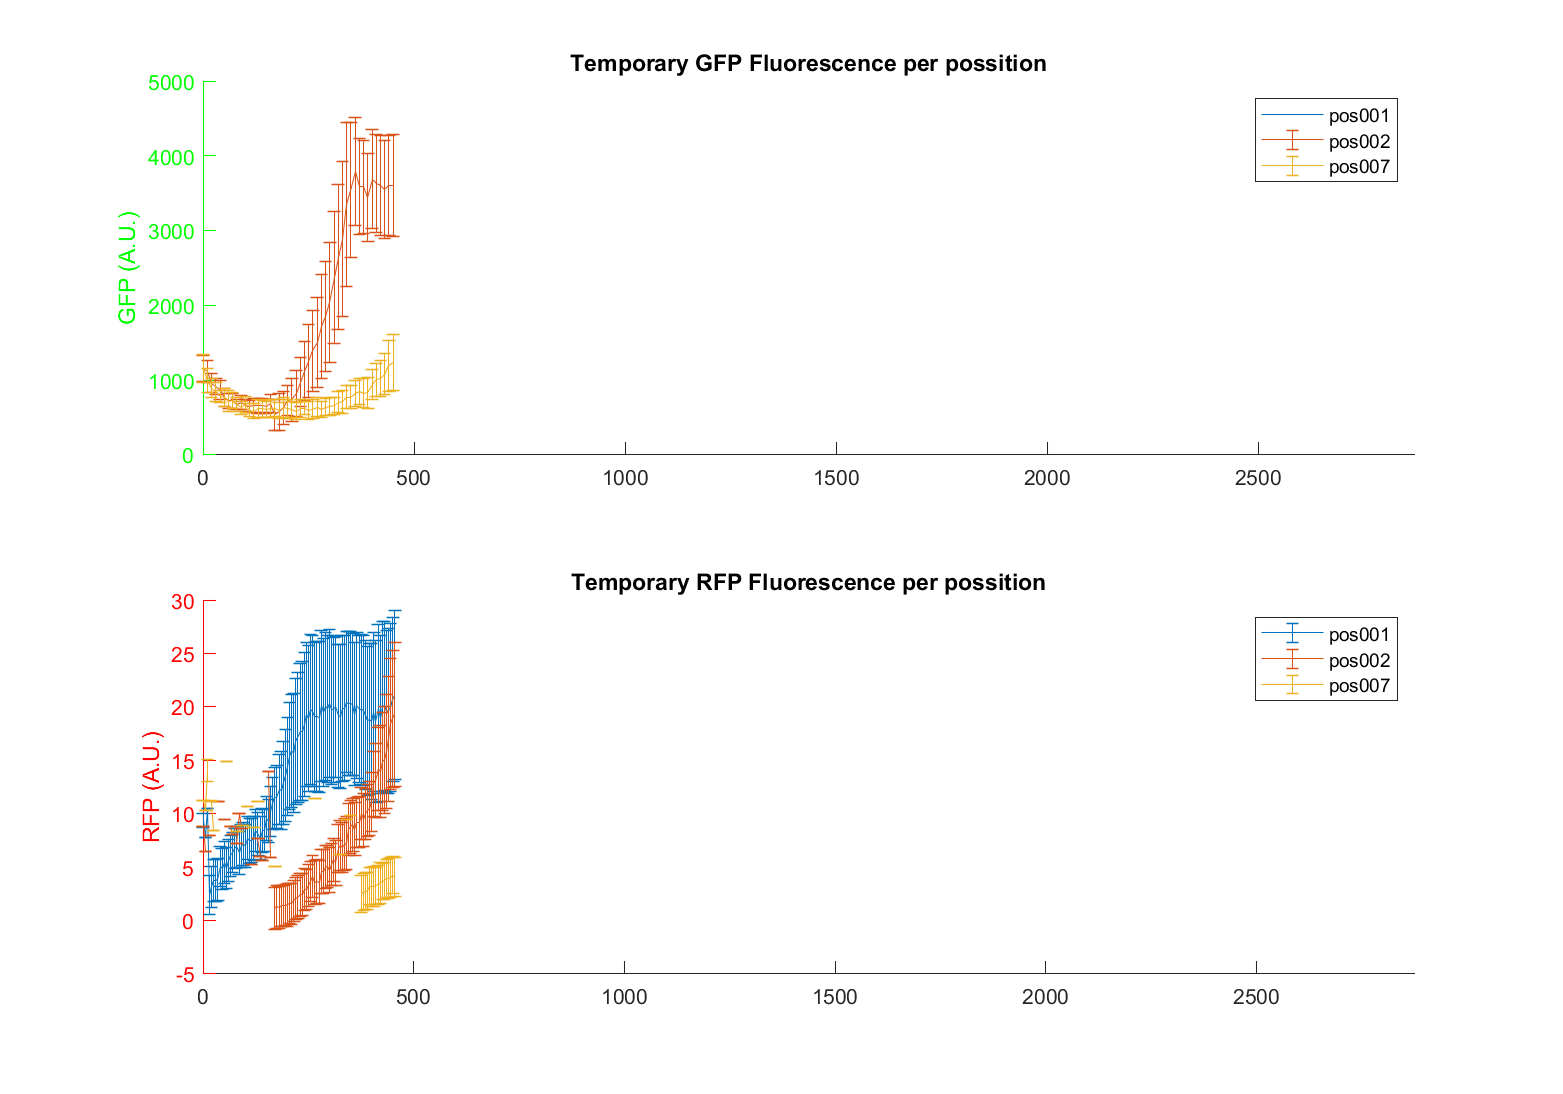 Temporary GFP Fluorescence per possition
5000
4000
3000
2000
1000
0
GFP (A.U.)
0 500 1000 1500 2000 2500
pos001
pos002
pos007
Temporary RFP Fluorescence per possition
30
25
20
15
10
5
0
-5
RFP (A.U.)
0 500 1000 1500 2000 2500
pos001
pos002
pos007